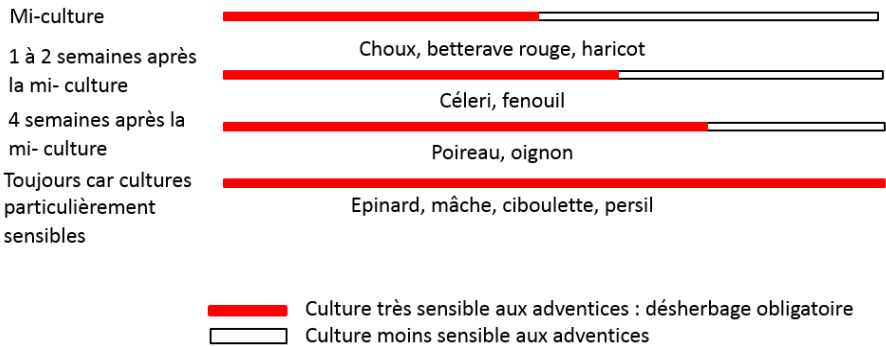 Mi-culture
Choux, betterave rouge, haricot
1 à 2 semaines après
la mi- culture
Céleri, fenouil
4 semaines après la
mi- culture
Poireau, oignon
Toujours car cultures
particulièrement
sensibles
Epinard, mâche, ciboulette, persil
Culture très sensible aux adventices : désherbage obligatoire
Culture moins sensible aux adventices